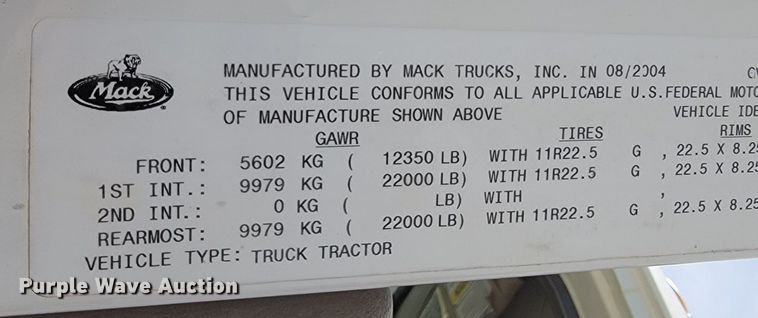 Mack
MANUFACTURED BY MACK TRUCKS, INC. IN 08/2004
THIS VEHICLE CONFORMS TO ALL APPLICABLE U.S.FEDERAL
OF MANUFACTURE SHOWN ABOVE VEHICLE
GAWR TIRES RIMS
FRONT: 5602 KG ( 12350 LB) WITH 11R22.5 G , 22.5 X 8.25
1ST INT.: 9979 KG ( 22000 LB) WITH 11R22.5 G , 22.5 X 8.25
2ND INT.: 0 KG ( LB) WITH ,
REARMOST: 9979 KG ( 22000 LB) WITH 11R22.5 G , 22.5 X 8.25
VEHICLE TYPE: TRUCK TRACTOR
Purple Wave Auction